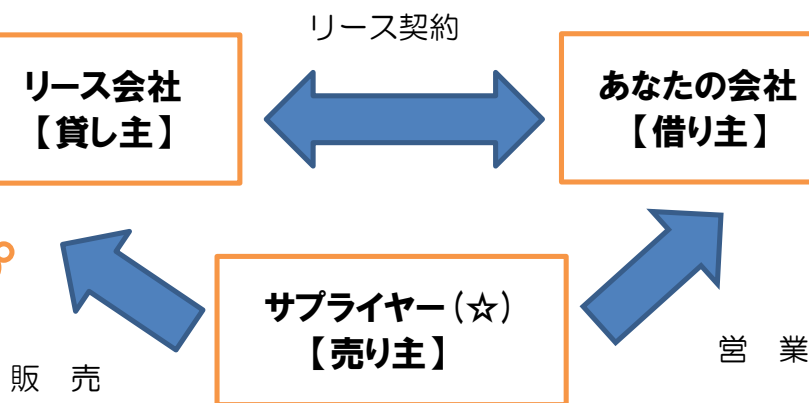 リース契約
リース会社
【貸し主】
あなたの会社
【借り主】
サプライヤー(☆)
【売り主】
販　売
営　業